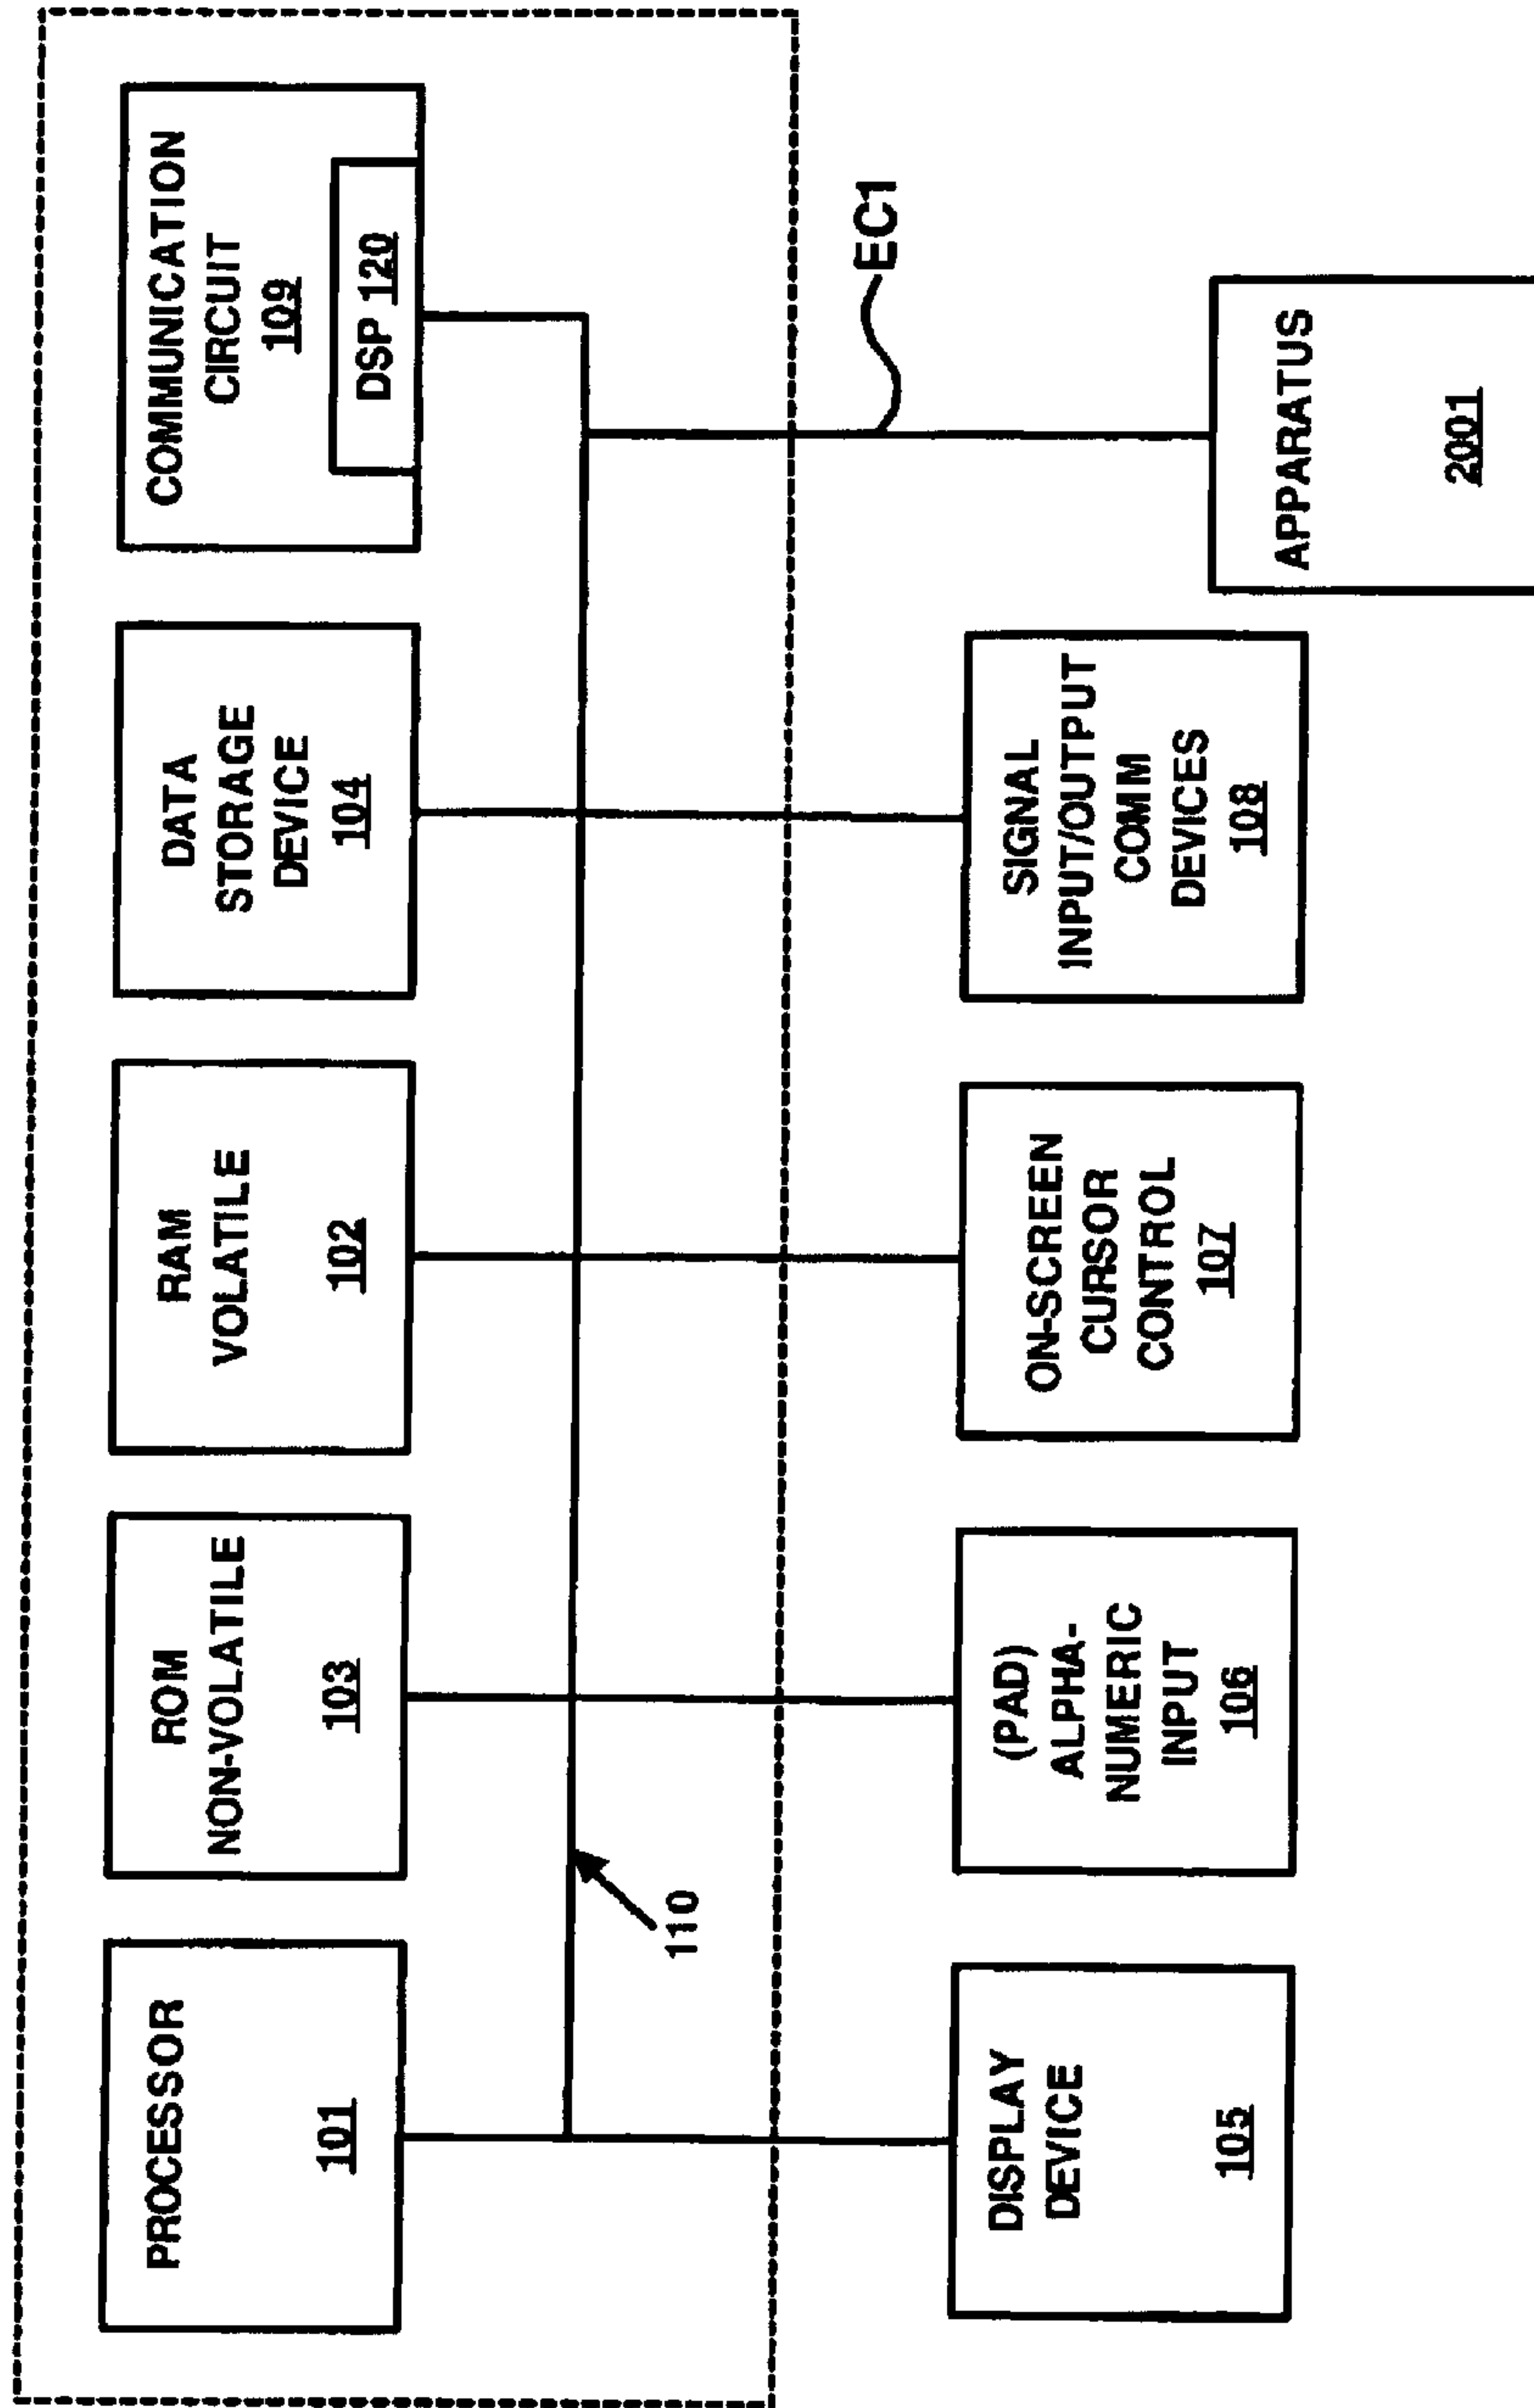 PROCESSOR
101
ROM
NON-VOLATILE
103
RAM
VOLATILE
102
DATA
STORAGE
DEVICE
104
COMMUNICATION
CIRCUIT
109
DSP 120
110
EC1
DISPLAY
DEVICE
105
(PAD)
ALPHA-
NUMERIC
INPUT
106
ON-SCREEN
CURSOR
CONTROL
107
SIGNAL
INPUT/OUTPUT
COMM
DEVICES
108
APPARATUS
2001